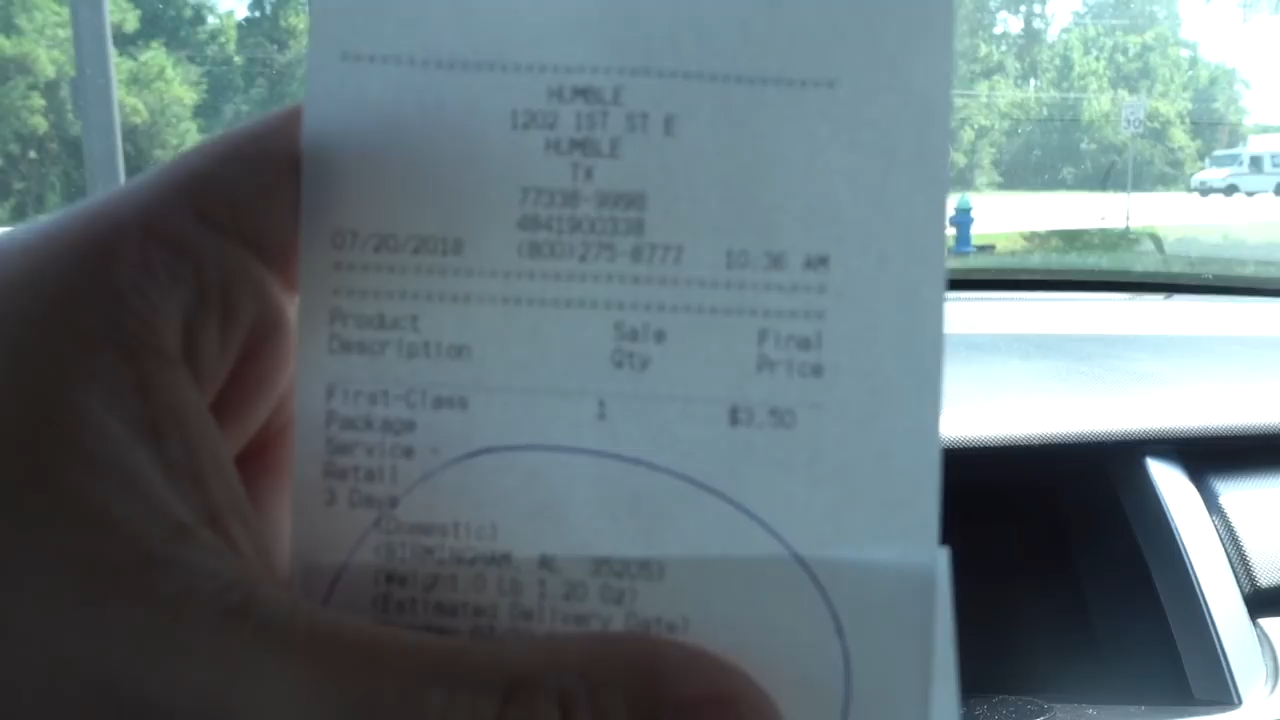 HUMBLE
1202 1ST ST E
HUMBLE
TX
77338-9998
4841900338
07/20/2018 (800)275-8777 10:36 AM
Product Sale Final
Description Qty Price
First-Class 1 $3.50
Package
Service -
Retail
3 Days
(Domestic)
(BIRMINGHAM, AL 35205)
(Weight:0 Lb 1.20 Oz)
(Estimated Delivery Date)
30